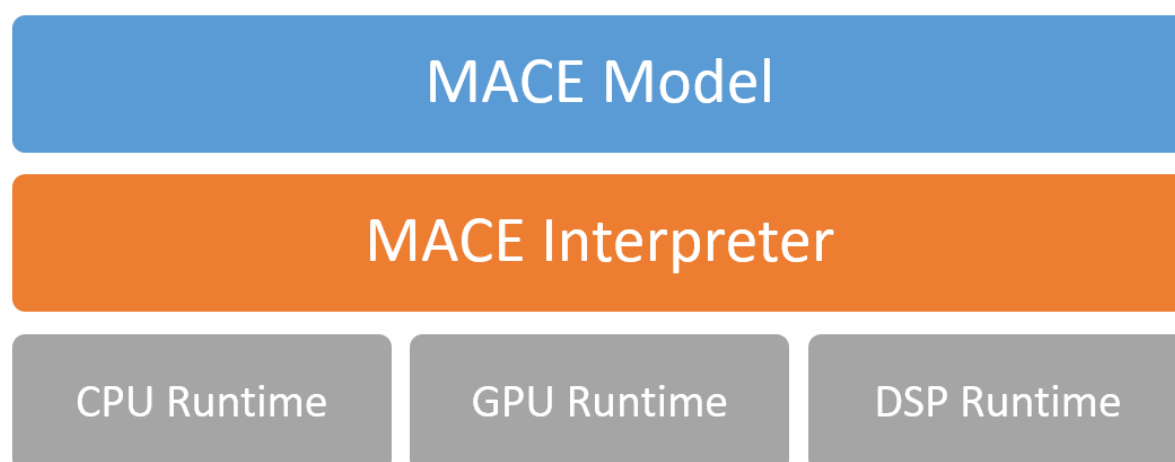 MACE Model
MACE Interpreter
CPU Runtime
GPU Runtime
DSP Runtime